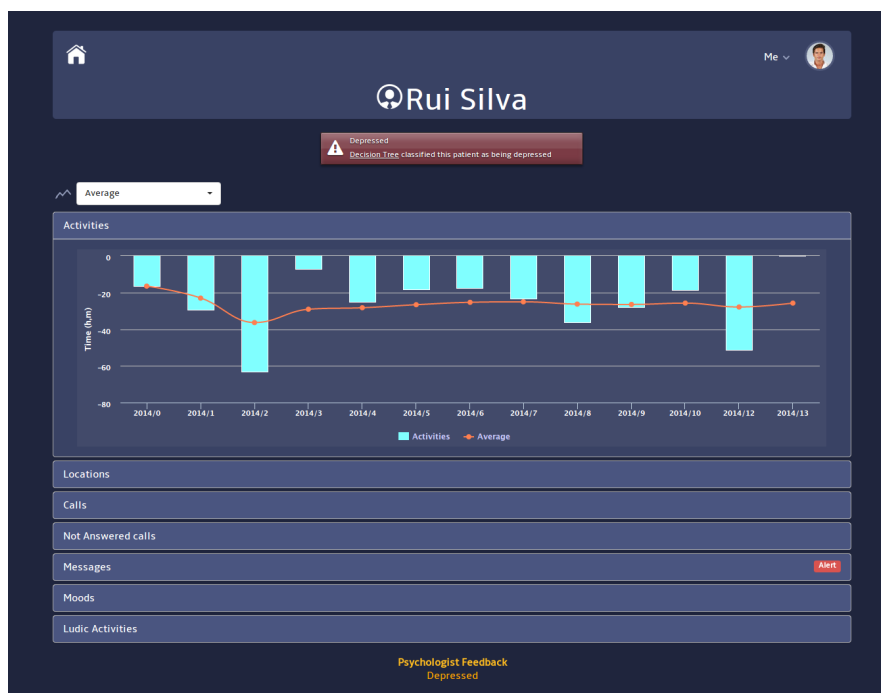 Me
Rui Silva
Depressed
Decision Tree classified this patient as being depressed
Average
Activities
Time (h,m)
0
-20
-40
-60
-80
2014/0 2014/1 2014/2 2014/3 2014/4 2014/5 2014/6 2014/7 2014/8 2014/9 2014/10 2014/12 2014/13
Activities Average
Locations
Calls
Not Answered calls
Messages Alert
Moods
Ludic Activities
Psychologist Feedback
Depressed